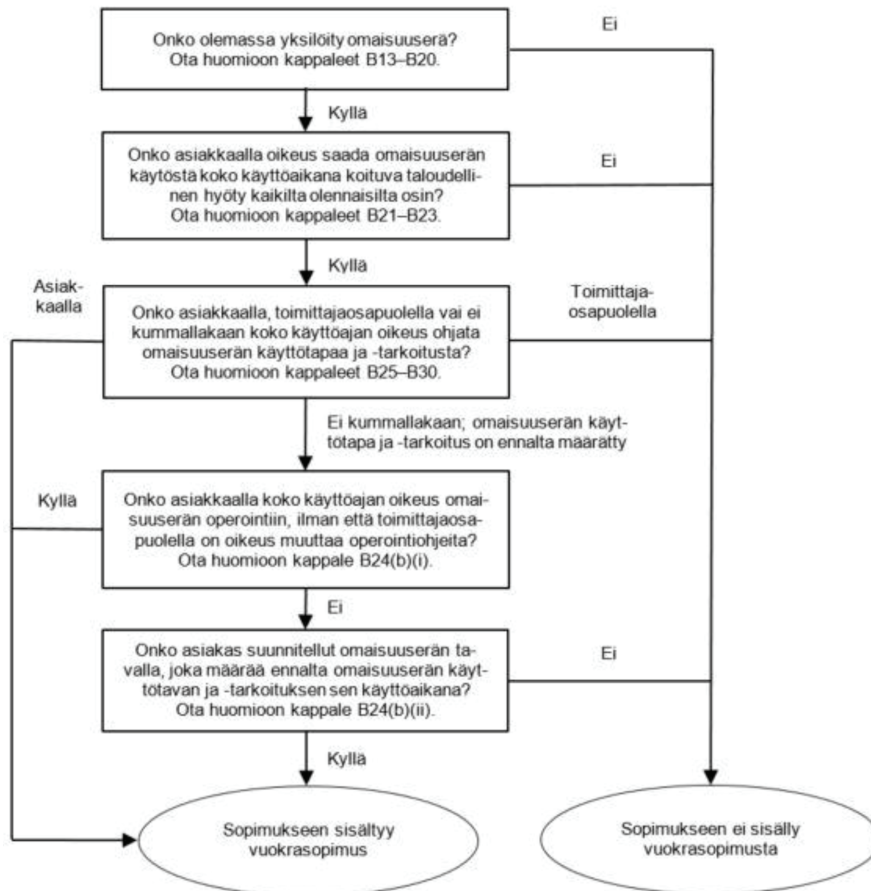 Onko olemassa yksilöity omaisuuserä?
Ota huomioon kappaleet B13–B20.
Ei
Kyllä
Onko asiakkaalla oikeus saada omaisuuserän
käytöstä koko käyttöaikana koituva taloudelli-
nen hyöty kaikilta olennaisilta osin?
Ota huomioon kappaleet B21–B23.
Ei
Kyllä
Asiak-
kaalla
Onko asiakkaalla, toimittajaosapuolella vai ei
kummallakaan koko käyttöajan oikeus ohjata
omaisuuserän käyttötapaa ja -tarkoitusta?
Ota huomioon kappaleet B25–B30.
Toimittaja-
osapuolella
Ei kummallakaan; omaisuuserän käyt-
tötapa ja -tarkoitus on ennalta määrätty
Kyllä
Onko asiakkaalla koko käyttöajan oikeus omai-
suuserän operointiin, ilman että toimittajaosa-
puolella on oikeus muuttaa operointiohjeita?
Ota huomioon kappale B24(b)(i).
Ei
Onko asiakas suunnitellut omaisuuserän ta-
valla, joka määrää ennalta omaisuuserän käyt-
tötavan ja -tarkoituksen sen käyttöaikana?
Ota huomioon kappale B24(b)(ii).
Ei
Kyllä
Sopimukseen sisältyy
vuokrasopimus
Sopimukseen ei sisälly
vuokrasopimusta